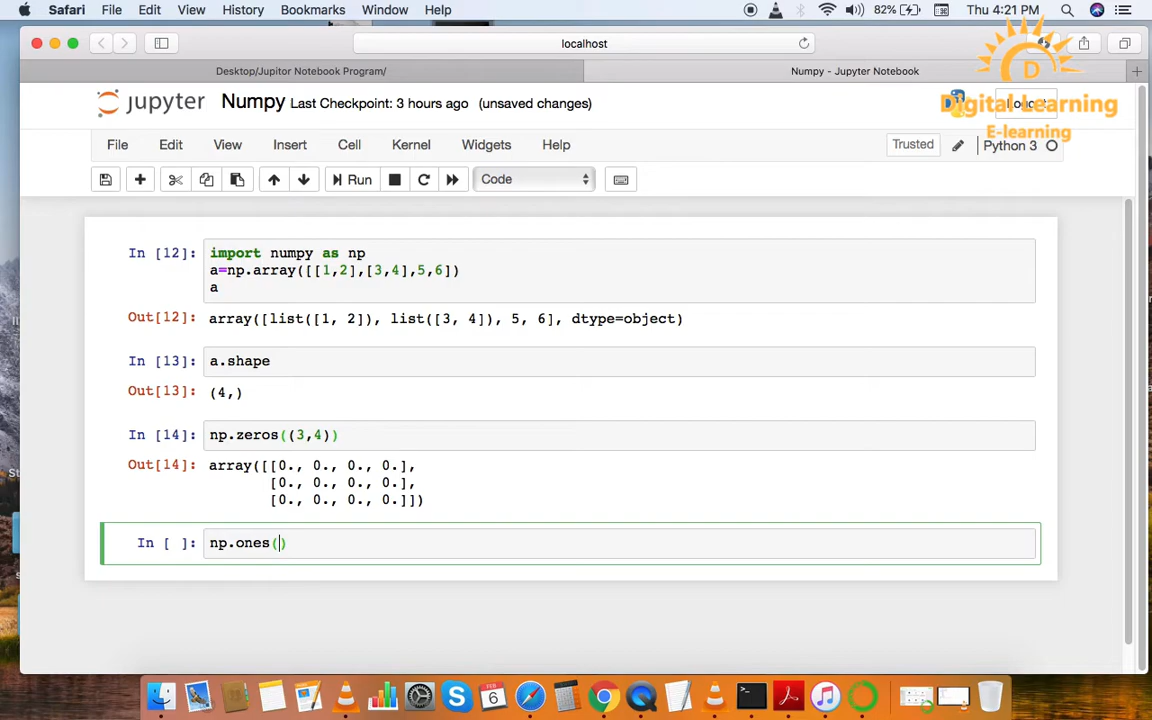 Safari File Edit View History Bookmarks Window Help 82% Thu 4:21 PM
localhost
Desktop/Jupitor Notebook Program/ Numpy - Jupyter Notebook
D
Digital Learning
E-learning
jupyter Numpy Last Checkpoint: 3 hours ago (unsaved changes)
File Edit View Insert Cell Kernel Widgets Help Trusted Python 3
Run Code
In [12]: import numpy as np
a=np.array([[1,2],[3,4],5,6])
a
Out[12]: array([list([1, 2]), list([3, 4]), 5, 6], dtype=object)
In [13]: a.shape
Out[13]: (4,)
In [14]: np.zeros((3,4))
Out[14]: array([[0., 0., 0., 0.],
[0., 0., 0., 0.],
[0., 0., 0., 0.]])
In [ ]: np.ones()
FEB
6